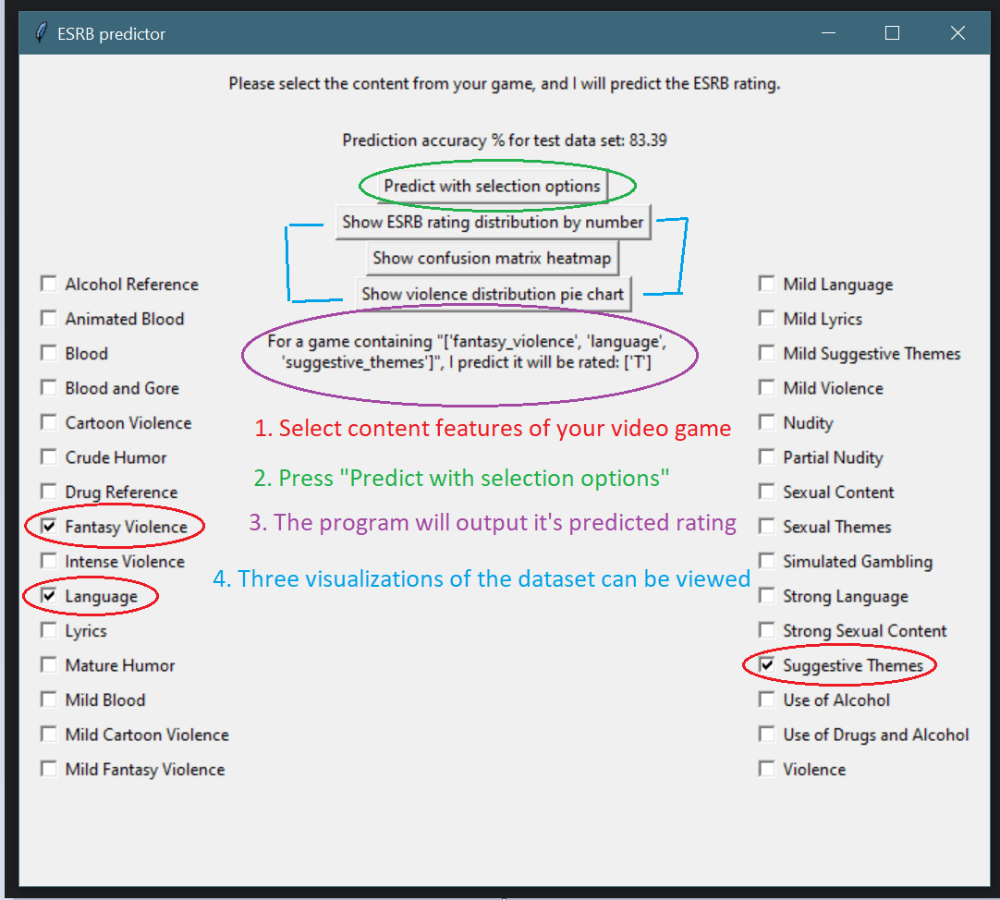 ESRB predictor
Please select the content from your game, and I will predict the ESRB rating.
Prediction accuracy % for test data set: 83.39
Predict with selection options
Show ESRB rating distribution by number
Show confusion matrix heatmap
Show violence distribution pie chart
For a game containing "['fantasy_violence', 'language',
'suggestive_themes']", I predict it will be rated: ['T']
1. Select content features of your video game
2. Press "Predict with selection options"
3. The program will output it's predicted rating
4. Three visualizations of the dataset can be viewed
Alcohol Reference
Animated Blood
Blood
Blood and Gore
Cartoon Violence
Crude Humor
Drug Reference
Fantasy Violence
Intense Violence
Language
Lyrics
Mature Humor
Mild Blood
Mild Cartoon Violence
Mild Fantasy Violence
Mild Language
Mild Lyrics
Mild Suggestive Themes
Mild Violence
Nudity
Partial Nudity
Sexual Content
Sexual Themes
Simulated Gambling
Strong Language
Strong Sexual Content
Suggestive Themes
Use of Alcohol
Use of Drugs and Alcohol
Violence